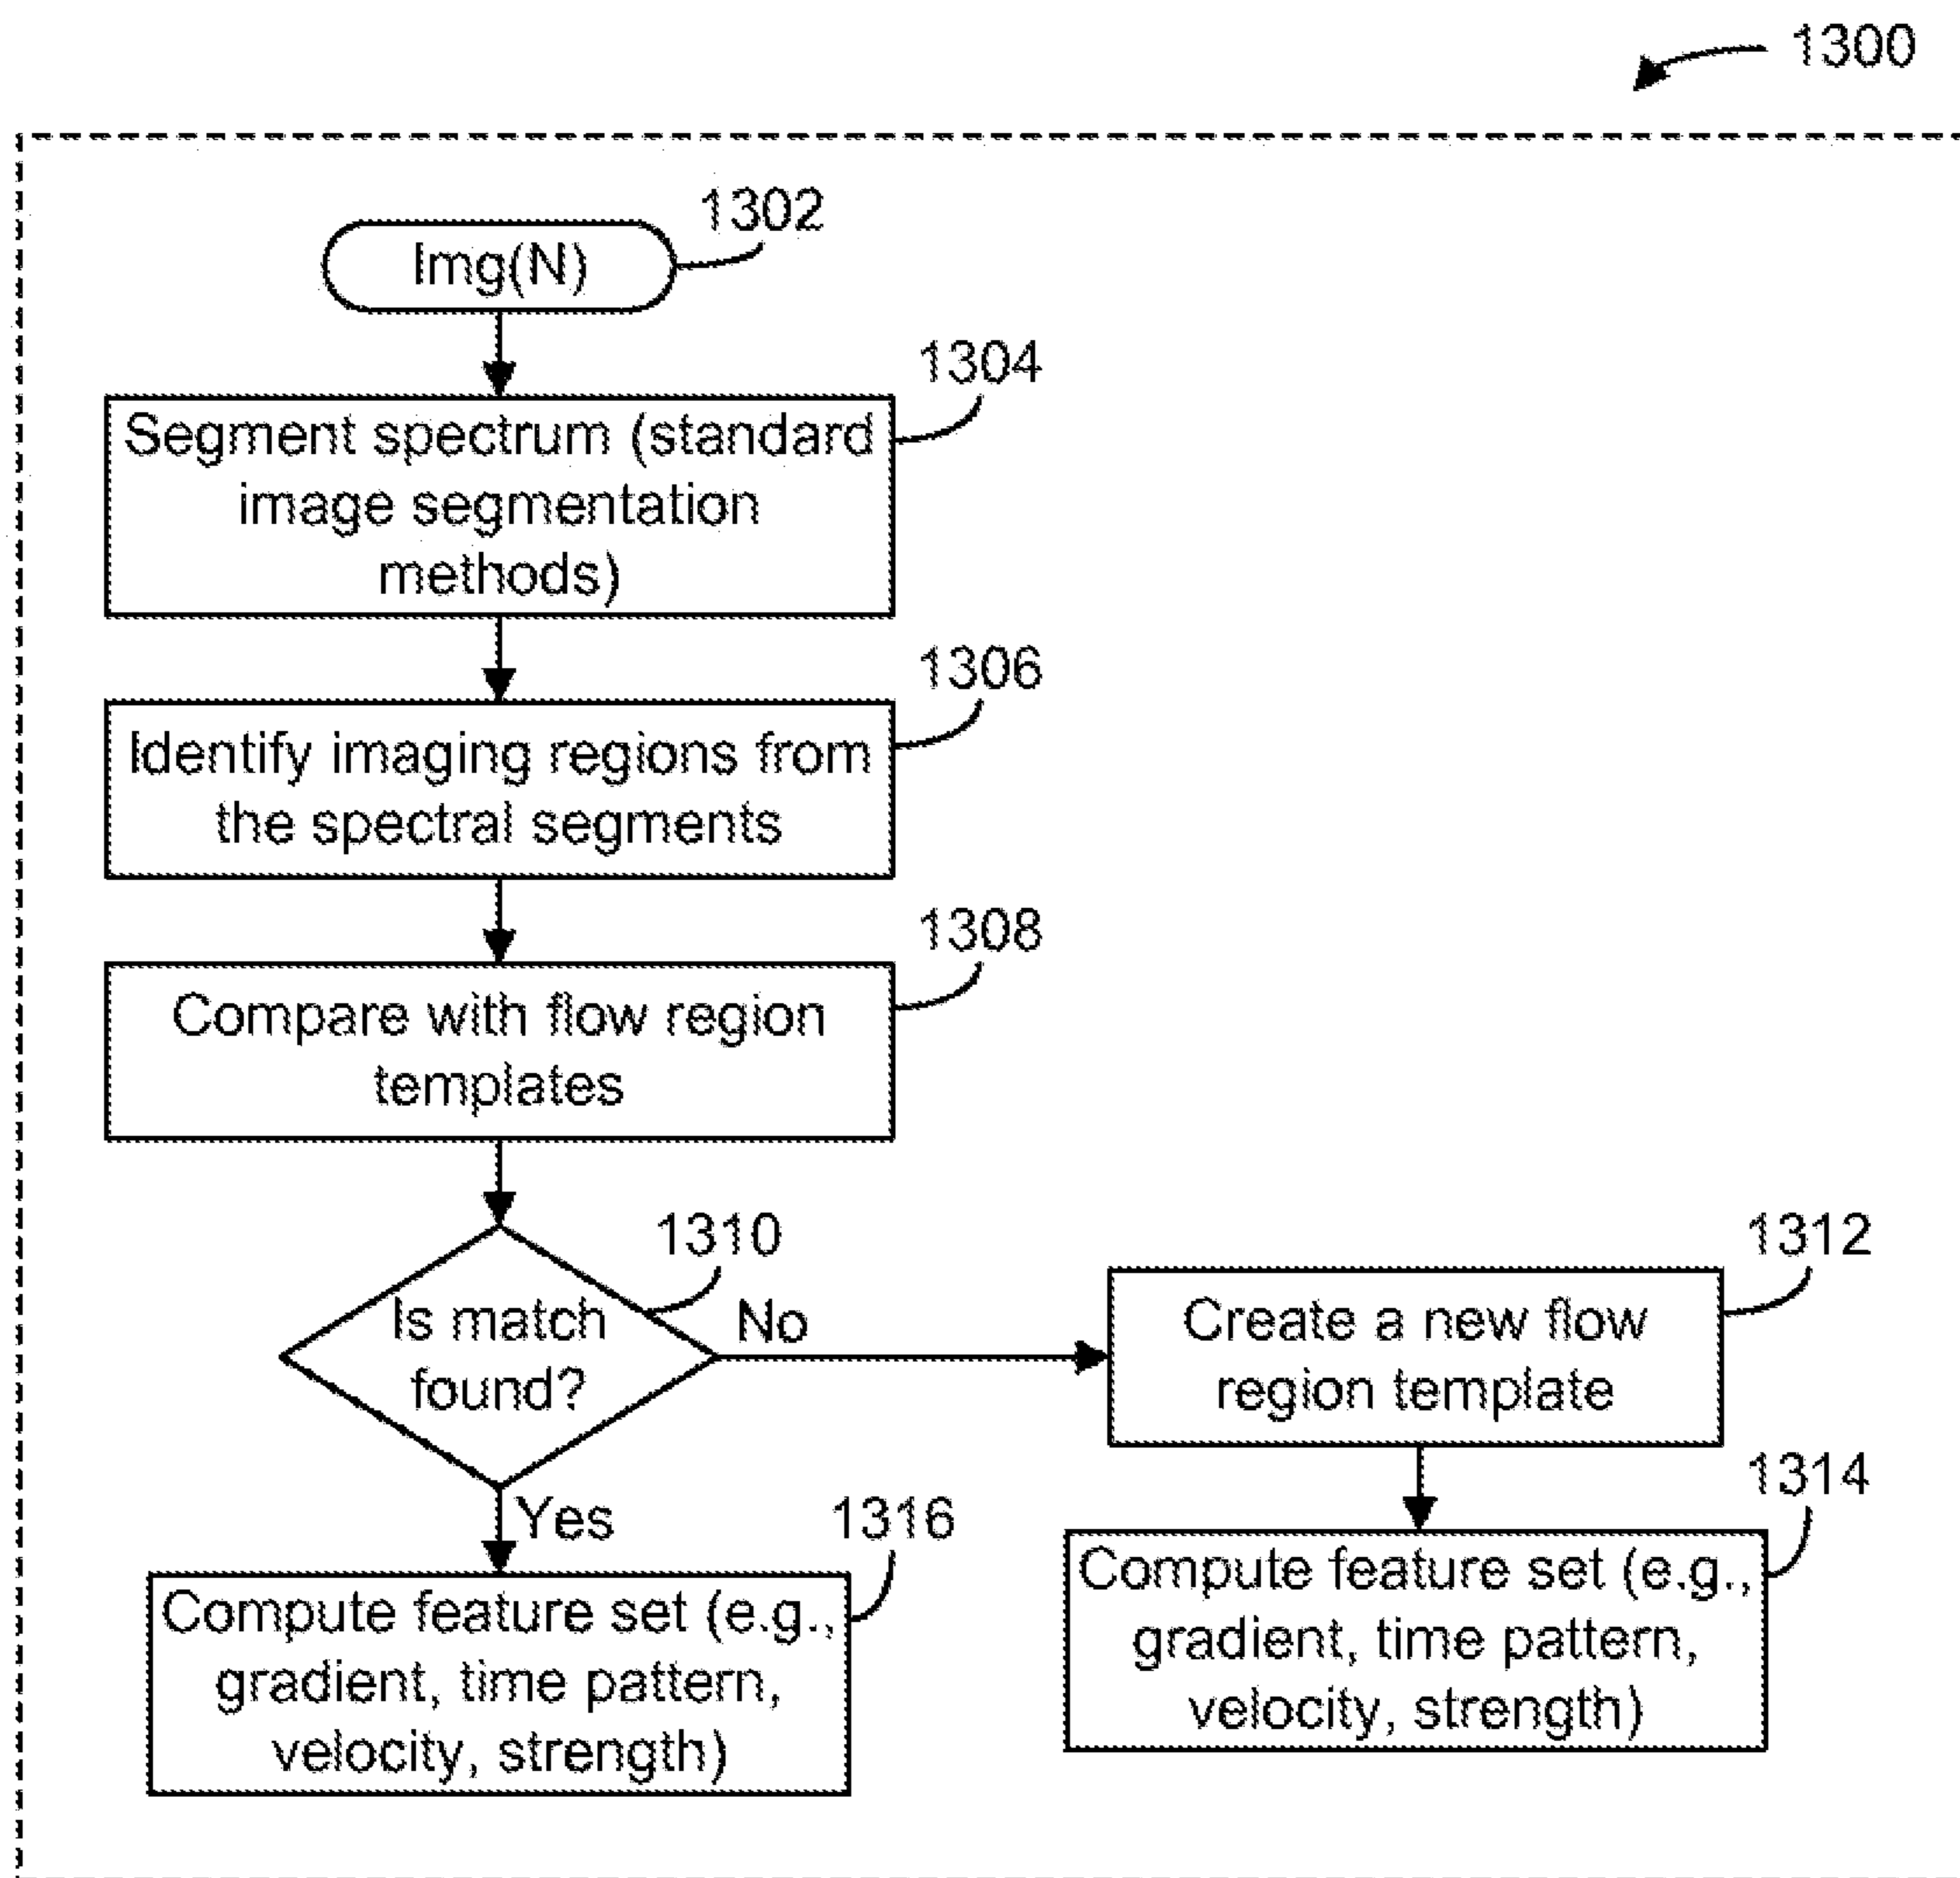 1300
1302
Img(N)
1304
Segment spectrum (standard
image segmentation
methods)
1306
Identify imaging regions from
the spectral segments
1308
Compare with flow region
templates
1310
Is match
found?
No
1312
Create a new flow
region template
1314
Compute feature set (e.g.,
gradient, time pattern,
velocity, strength)
Yes
1316
Compute feature set (e.g.,
gradient, time pattern,
velocity, strength)